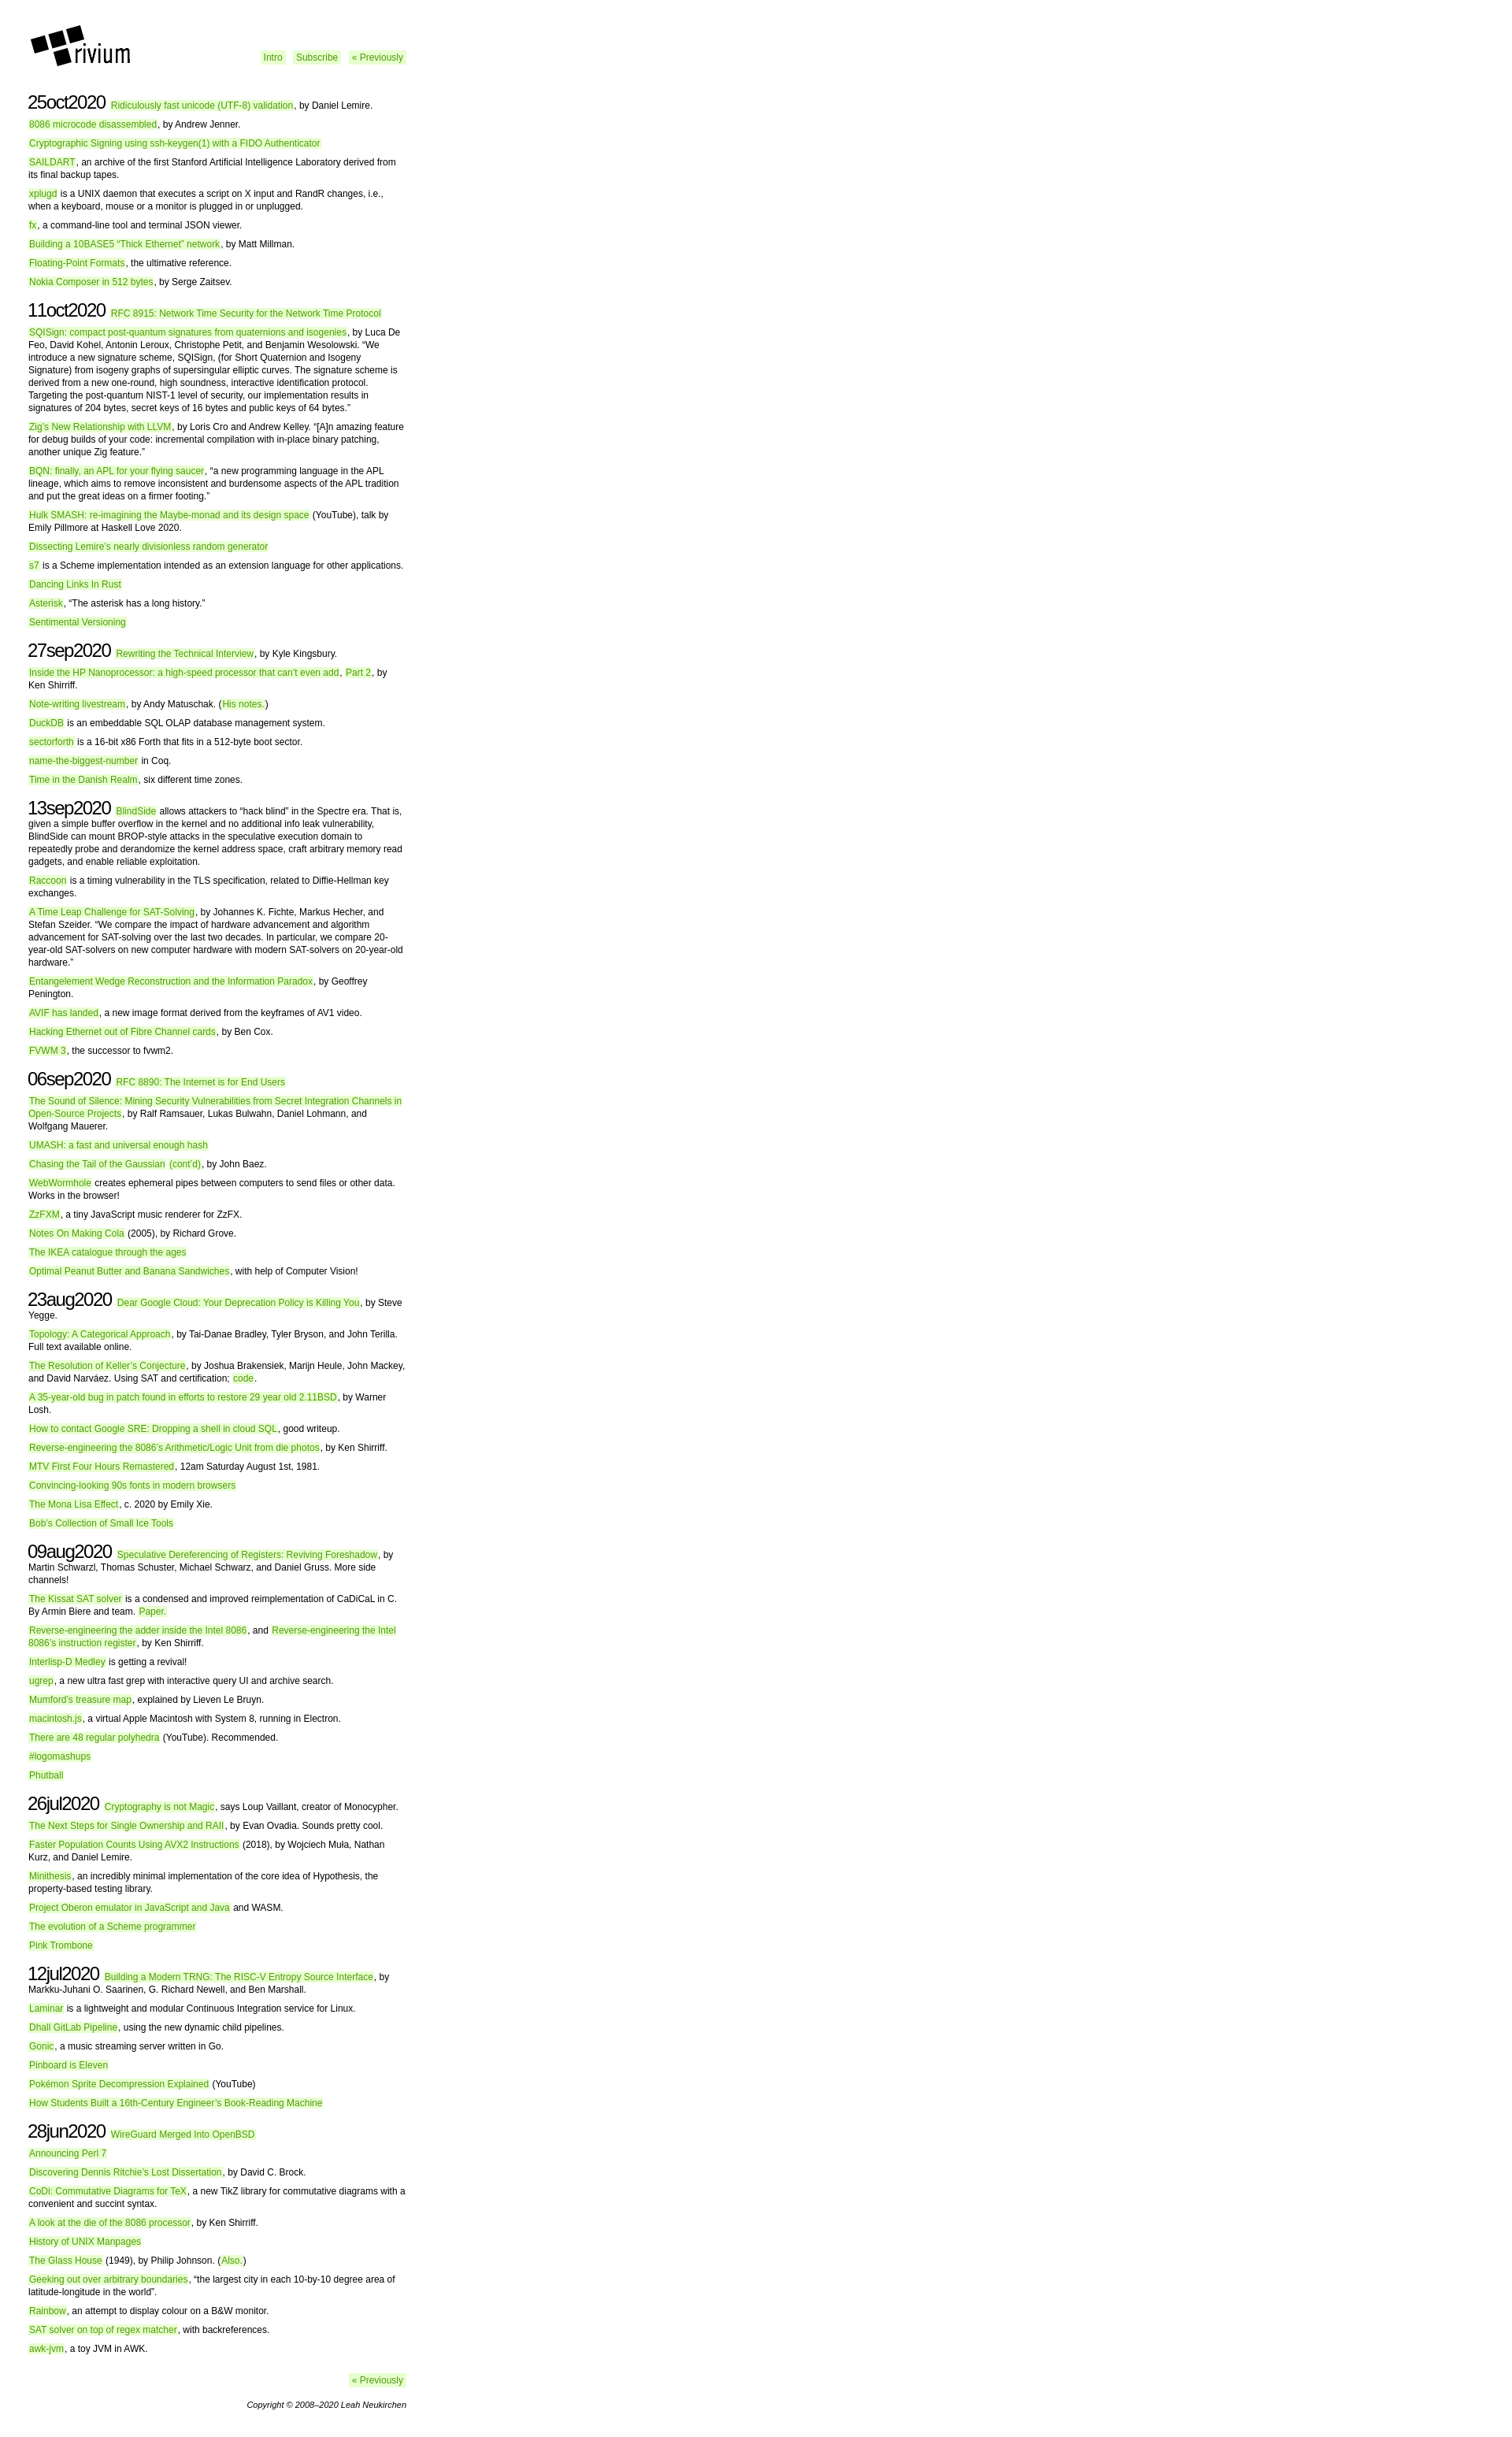 rivium
Intro Subscribe « Previously
25oct2020 Ridiculously fast unicode (UTF-8) validation, by Daniel Lemire.
8086 microcode disassembled, by Andrew Jenner.
Cryptographic Signing using ssh-keygen(1) with a FIDO Authenticator
SAILDART, an archive of the first Stanford Artificial Intelligence Laboratory derived from
its final backup tapes.
xplugd is a UNIX daemon that executes a script on X input and RandR changes, i.e.,
when a keyboard, mouse or a monitor is plugged in or unplugged.
fx, a command-line tool and terminal JSON viewer.
Building a 10BASE5 “Thick Ethernet” network, by Matt Millman.
Floating-Point Formats, the ultimative reference.
Nokia Composer in 512 bytes, by Serge Zaitsev.
11oct2020 RFC 8915: Network Time Security for the Network Time Protocol
SQISign: compact post-quantum signatures from quaternions and isogenies, by Luca De
Feo, David Kohel, Antonin Leroux, Christophe Petit, and Benjamin Wesolowski. “We
introduce a new signature scheme, SQISign, (for Short Quaternion and Isogeny
Signature) from isogeny graphs of supersingular elliptic curves. The signature scheme is
derived from a new one-round, high soundness, interactive identification protocol.
Targeting the post-quantum NIST-1 level of security, our implementation results in
signatures of 204 bytes, secret keys of 16 bytes and public keys of 64 bytes.”
Zig’s New Relationship with LLVM, by Loris Cro and Andrew Kelley. “[A]n amazing feature
for debug builds of your code: incremental compilation with in-place binary patching,
another unique Zig feature.”
BQN: finally, an APL for your flying saucer, “a new programming language in the APL
lineage, which aims to remove inconsistent and burdensome aspects of the APL tradition
and put the great ideas on a firmer footing.”
Hulk SMASH: re-imagining the Maybe-monad and its design space (YouTube), talk by
Emily Pillmore at Haskell Love 2020.
Dissecting Lemire’s nearly divisionless random generator
s7 is a Scheme implementation intended as an extension language for other applications.
Dancing Links In Rust
Asterisk, “The asterisk has a long history.”
Sentimental Versioning
27sep2020 Rewriting the Technical Interview, by Kyle Kingsbury.
Inside the HP Nanoprocessor: a high-speed processor that can’t even add, Part 2, by
Ken Shirriff.
Note-writing livestream, by Andy Matuschak. (His notes.)
DuckDB is an embeddable SQL OLAP database management system.
sectorforth is a 16-bit x86 Forth that fits in a 512-byte boot sector.
name-the-biggest-number in Coq.
Time in the Danish Realm, six different time zones.
13sep2020 BlindSide allows attackers to “hack blind” in the Spectre era. That is,
given a simple buffer overflow in the kernel and no additional info leak vulnerability,
BlindSide can mount BROP-style attacks in the speculative execution domain to
repeatedly probe and derandomize the kernel address space, craft arbitrary memory read
gadgets, and enable reliable exploitation.
Raccoon is a timing vulnerability in the TLS specification, related to Diffie-Hellman key
exchanges.
A Time Leap Challenge for SAT-Solving, by Johannes K. Fichte, Markus Hecher, and
Stefan Szeider. “We compare the impact of hardware advancement and algorithm
advancement for SAT-solving over the last two decades. In particular, we compare 20-
year-old SAT-solvers on new computer hardware with modern SAT-solvers on 20-year-old
hardware.”
Entangelement Wedge Reconstruction and the Information Paradox, by Geoffrey
Penington.
AVIF has landed, a new image format derived from the keyframes of AV1 video.
Hacking Ethernet out of Fibre Channel cards, by Ben Cox.
FVWM 3, the successor to fvwm2.
06sep2020 RFC 8890: The Internet is for End Users
The Sound of Silence: Mining Security Vulnerabilities from Secret Integration Channels in
Open-Source Projects, by Ralf Ramsauer, Lukas Bulwahn, Daniel Lohmann, and
Wolfgang Mauerer.
UMASH: a fast and universal enough hash
Chasing the Tail of the Gaussian (cont’d), by John Baez.
WebWormhole creates ephemeral pipes between computers to send files or other data.
Works in the browser!
ZzFXM, a tiny JavaScript music renderer for ZzFX.
Notes On Making Cola (2005), by Richard Grove.
The IKEA catalogue through the ages
Optimal Peanut Butter and Banana Sandwiches, with help of Computer Vision!
23aug2020 Dear Google Cloud: Your Deprecation Policy is Killing You, by Steve
Yegge.
Topology: A Categorical Approach, by Tai-Danae Bradley, Tyler Bryson, and John Terilla.
Full text available online.
The Resolution of Keller’s Conjecture, by Joshua Brakensiek, Marijn Heule, John Mackey,
and David Narváez. Using SAT and certification; code.
A 35-year-old bug in patch found in efforts to restore 29 year old 2.11BSD, by Warner
Losh.
How to contact Google SRE: Dropping a shell in cloud SQL, good writeup.
Reverse-engineering the 8086’s Arithmetic/Logic Unit from die photos, by Ken Shirriff.
MTV First Four Hours Remastered, 12am Saturday August 1st, 1981.
Convincing-looking 90s fonts in modern browsers
The Mona Lisa Effect, c. 2020 by Emily Xie.
Bob’s Collection of Small Ice Tools
09aug2020 Speculative Dereferencing of Registers: Reviving Foreshadow, by
Martin Schwarzl, Thomas Schuster, Michael Schwarz, and Daniel Gruss. More side
channels!
The Kissat SAT solver is a condensed and improved reimplementation of CaDiCaL in C.
By Armin Biere and team. Paper.
Reverse-engineering the adder inside the Intel 8086, and Reverse-engineering the Intel
8086’s instruction register, by Ken Shirriff.
Interlisp-D Medley is getting a revival!
ugrep, a new ultra fast grep with interactive query UI and archive search.
Mumford’s treasure map, explained by Lieven Le Bruyn.
macintosh.js, a virtual Apple Macintosh with System 8, running in Electron.
There are 48 regular polyhedra (YouTube). Recommended.
#logomashups
Phutball
26jul2020 Cryptography is not Magic, says Loup Vaillant, creator of Monocypher.
The Next Steps for Single Ownership and RAII, by Evan Ovadia. Sounds pretty cool.
Faster Population Counts Using AVX2 Instructions (2018), by Wojciech Muła, Nathan
Kurz, and Daniel Lemire.
Minithesis, an incredibly minimal implementation of the core idea of Hypothesis, the
property-based testing library.
Project Oberon emulator in JavaScript and Java and WASM.
The evolution of a Scheme programmer
Pink Trombone
12jul2020 Building a Modern TRNG: The RISC-V Entropy Source Interface, by
Markku-Juhani O. Saarinen, G. Richard Newell, and Ben Marshall.
Laminar is a lightweight and modular Continuous Integration service for Linux.
Dhall GitLab Pipeline, using the new dynamic child pipelines.
Gonic, a music streaming server written in Go.
Pinboard is Eleven
Pokémon Sprite Decompression Explained (YouTube)
How Students Built a 16th-Century Engineer’s Book-Reading Machine
28jun2020 WireGuard Merged Into OpenBSD
Announcing Perl 7
Discovering Dennis Ritchie’s Lost Dissertation, by David C. Brock.
CoDi: Commutative Diagrams for TeX, a new TikZ library for commutative diagrams with a
convenient and succint syntax.
A look at the die of the 8086 processor, by Ken Shirriff.
History of UNIX Manpages
The Glass House (1949), by Philip Johnson. (Also.)
Geeking out over arbitrary boundaries, “the largest city in each 10-by-10 degree area of
latitude-longitude in the world”.
Rainbow, an attempt to display colour on a B&W monitor.
SAT solver on top of regex matcher, with backreferences.
awk-jvm, a toy JVM in AWK.
« Previously
Copyright © 2008–2020 Leah Neukirchen